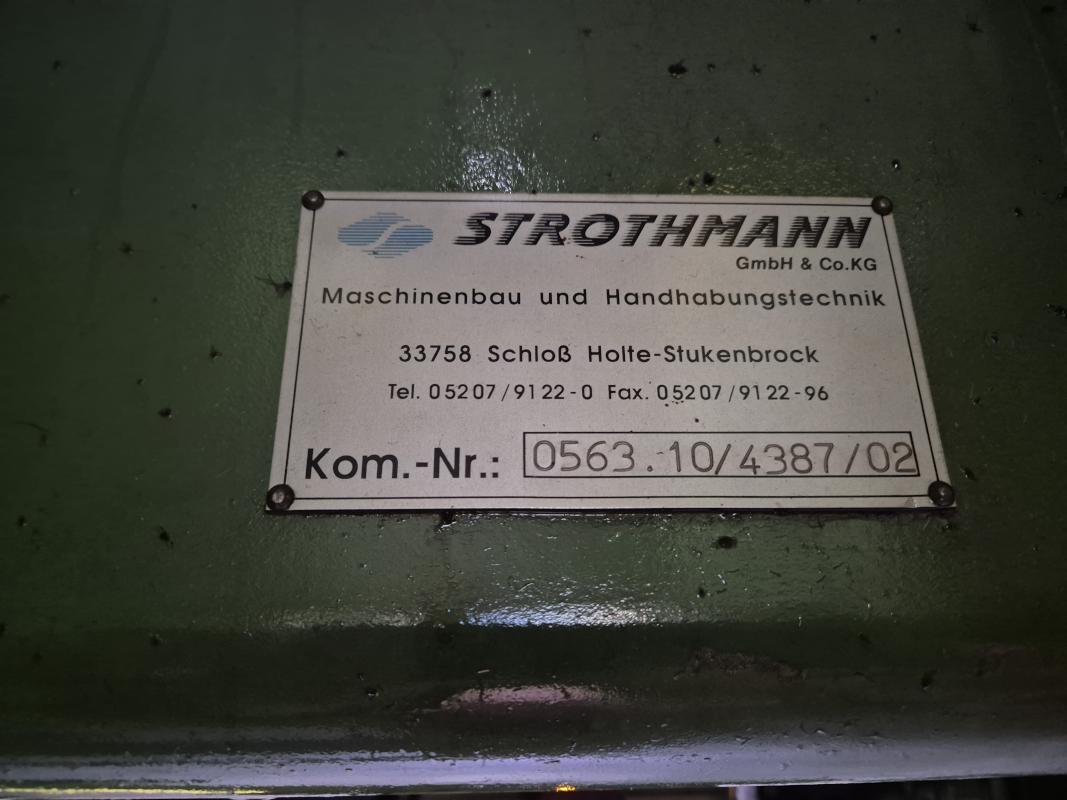 STROTHMANN
GmbH & Co.KG
Maschinenbau und Handhabungstechnik
33758 Schloß Holte-Stukenbrock
Tel. 05207/9122-0 Fax. 05207/9122-96
Kom.-Nr.: 0563.10/4387/02